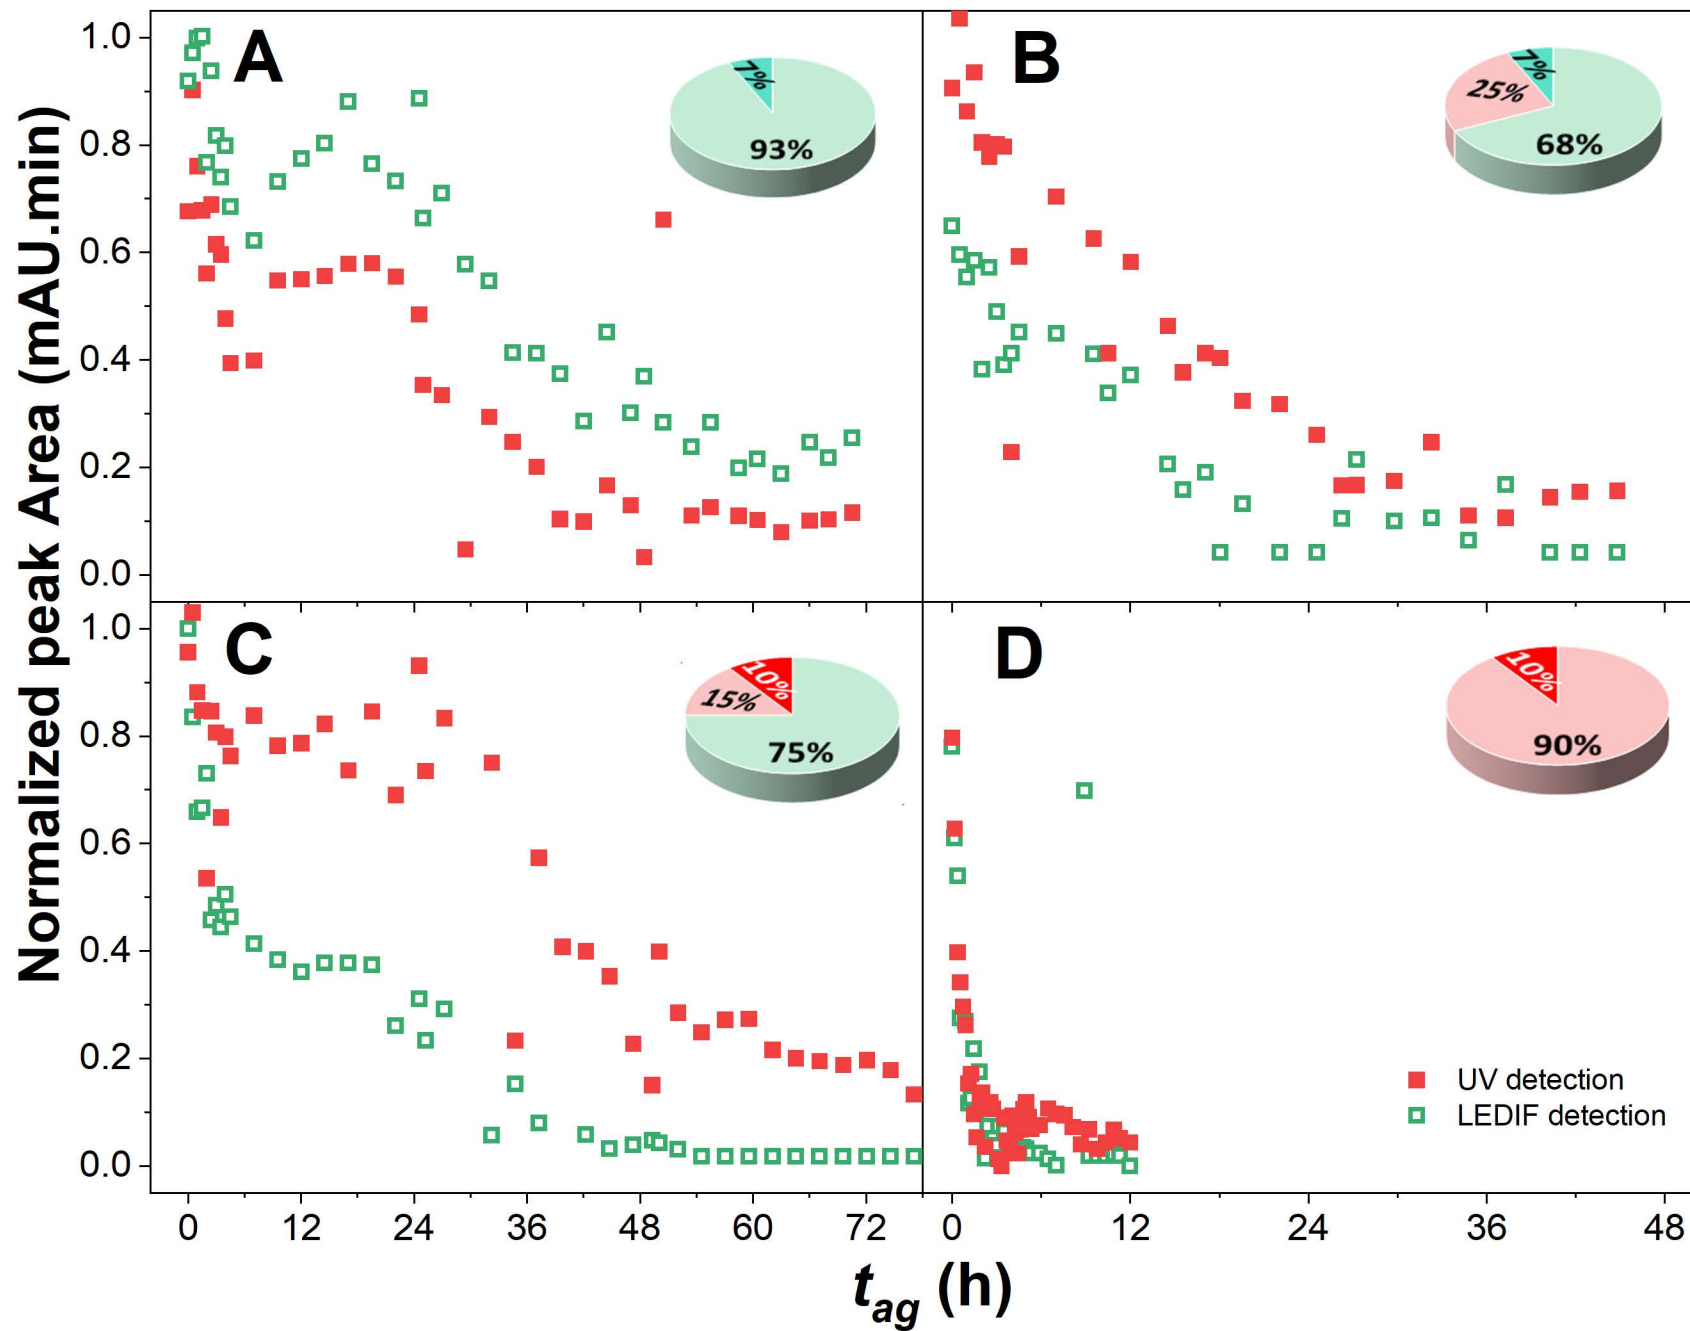 Normalized peak Area (mAU.min)
A
7%
93%
1.0
0.8
0.6
0.4
0.2
0.0
B
7%
25%
68%
C
10%
15%
75%
1.0
0.8
0.6
0.4
0.2
0.0
D
10%
90%
UV detection
LEDIF detection
0 12 24 36 48 60 72
0 12 24 36 48
tag (h)